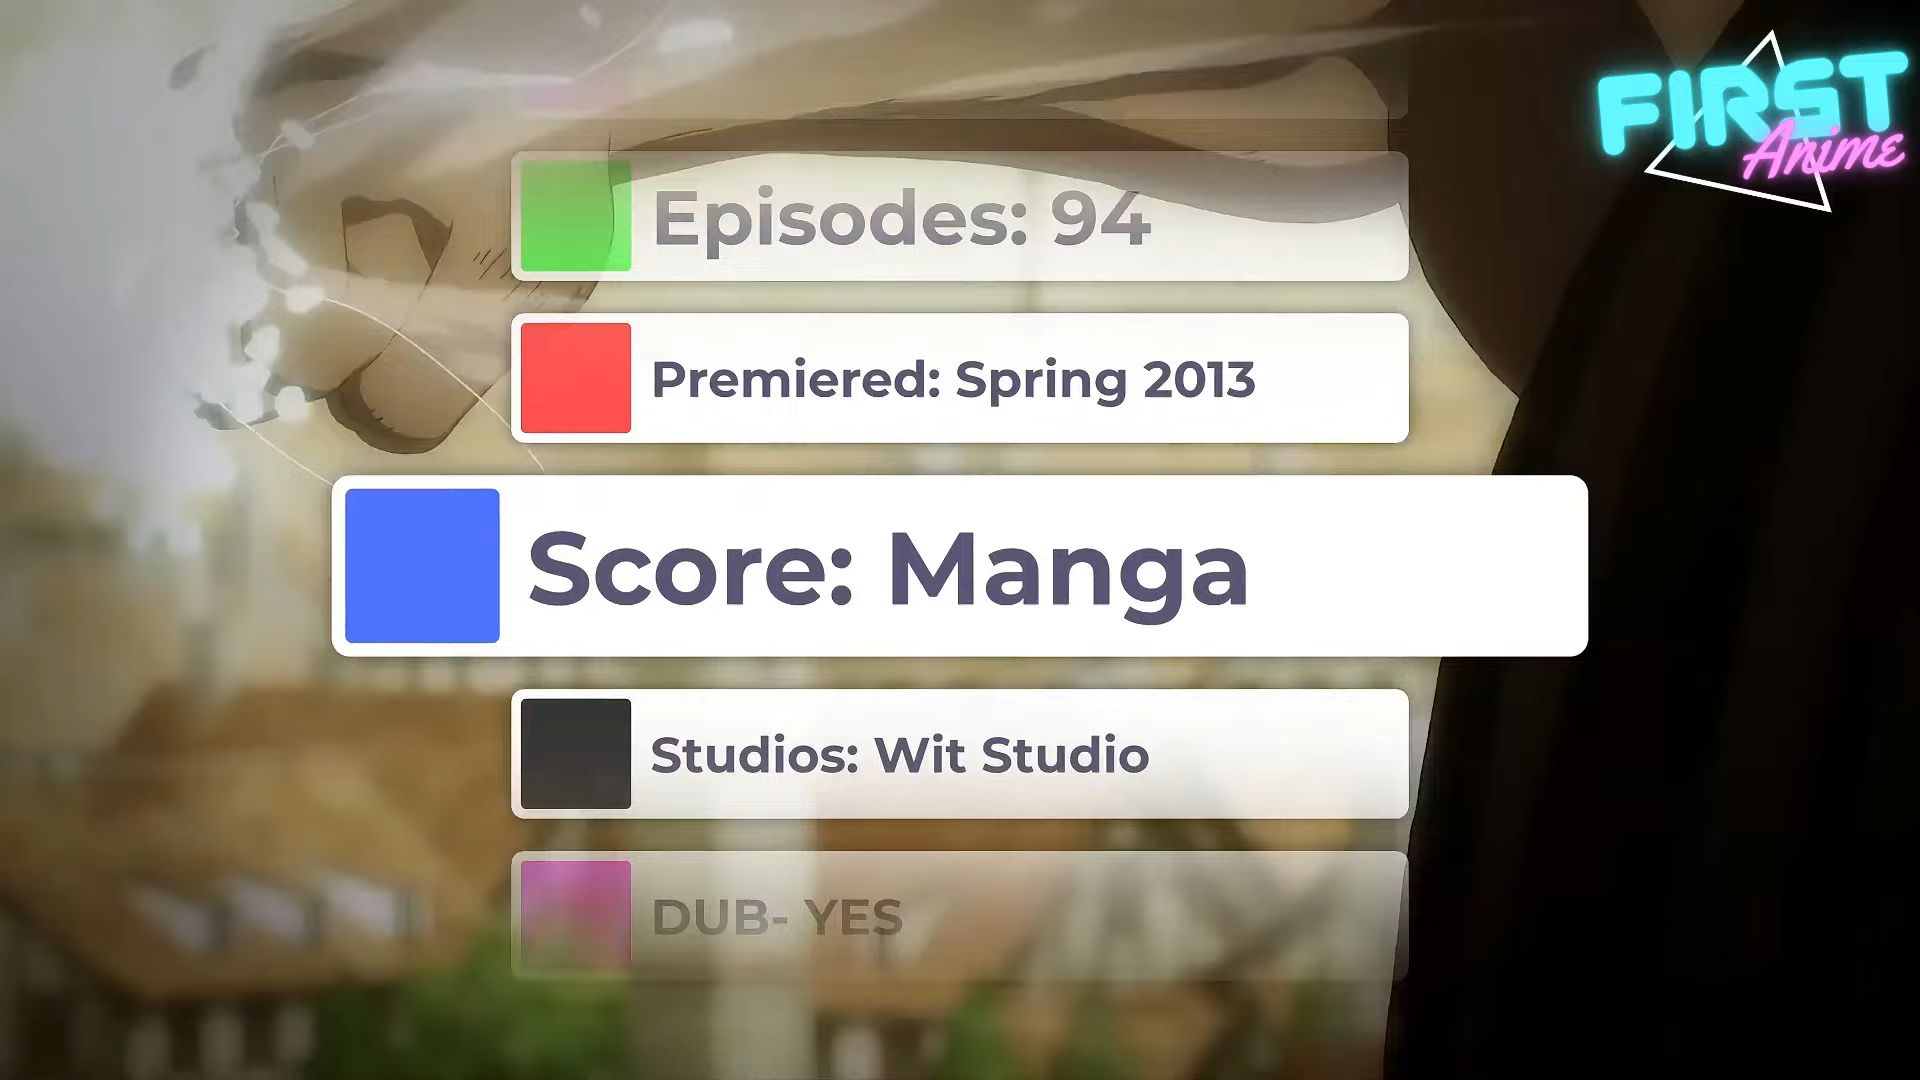 FIRST
Anime
Episodes: 94
Premiered: Spring 2013
Score: Manga
Studios: Wit Studio
DUB- YES